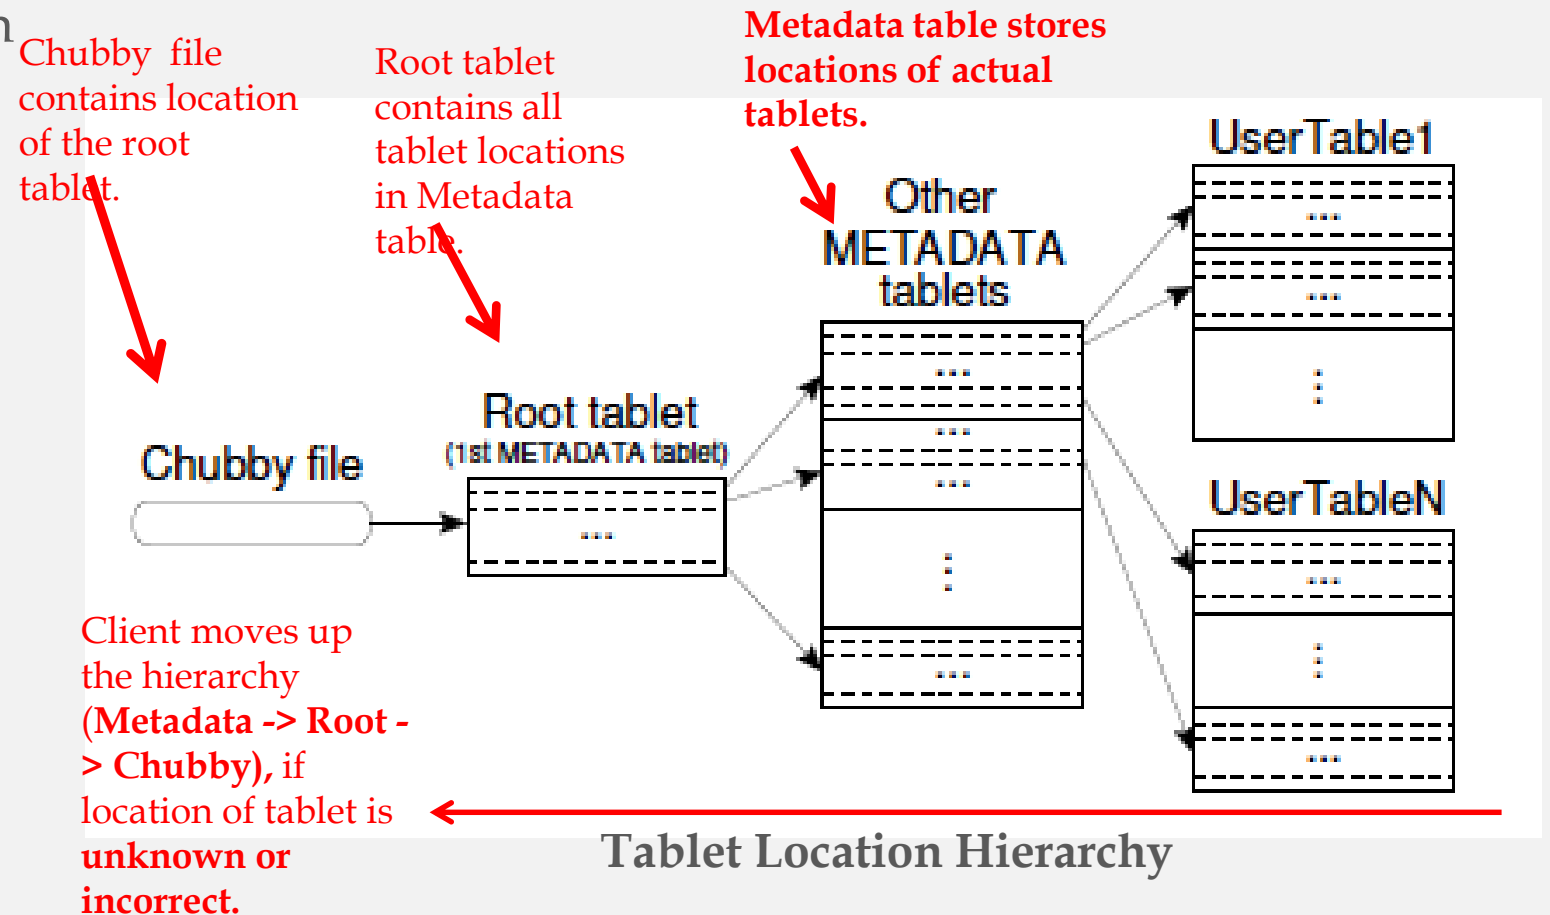 n
Chubby  file
contains location
of the root
tablet.
Root tablet
contains all
tablet locations
in Metadata
table.
Metadata table stores
locations of actual
tablets.
UserTable1
...
...
⋮
Other
METADATA
tablets
...
...
⋮
...
Root tablet
(1st METADATA tablet)
...
Chubby file
UserTableN
...
⋮
...
Client moves up
the hierarchy
(Metadata -> Root -
> Chubby), if
location of tablet is
unknown or
incorrect.
Tablet Location Hierarchy